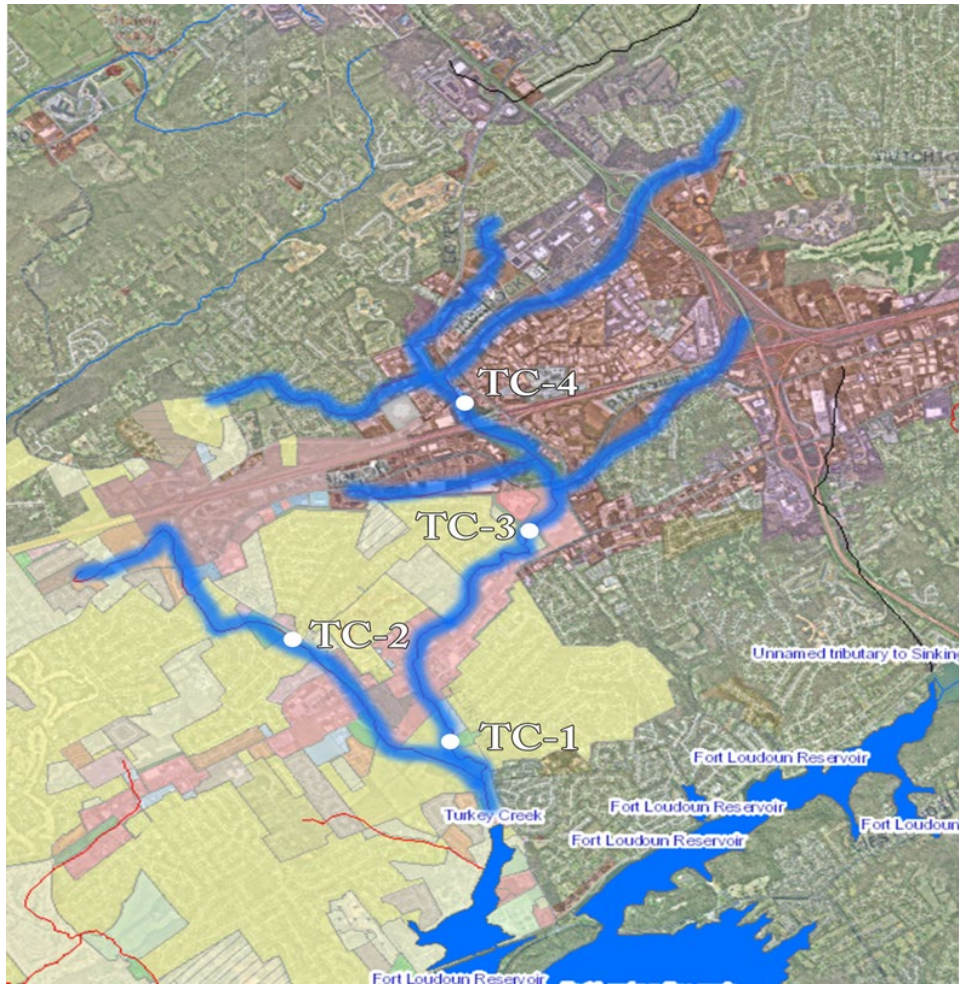 TC-4
TC-3
TC-2
Unnamed tributary to Sinking
TC-1
Fort Loudoun Reservoir
Fort Loudoun Reservoir
Turkey Creek
Fort Loudoun
Fort Loudoun Reservoir
Fort Loudoun Reservoir